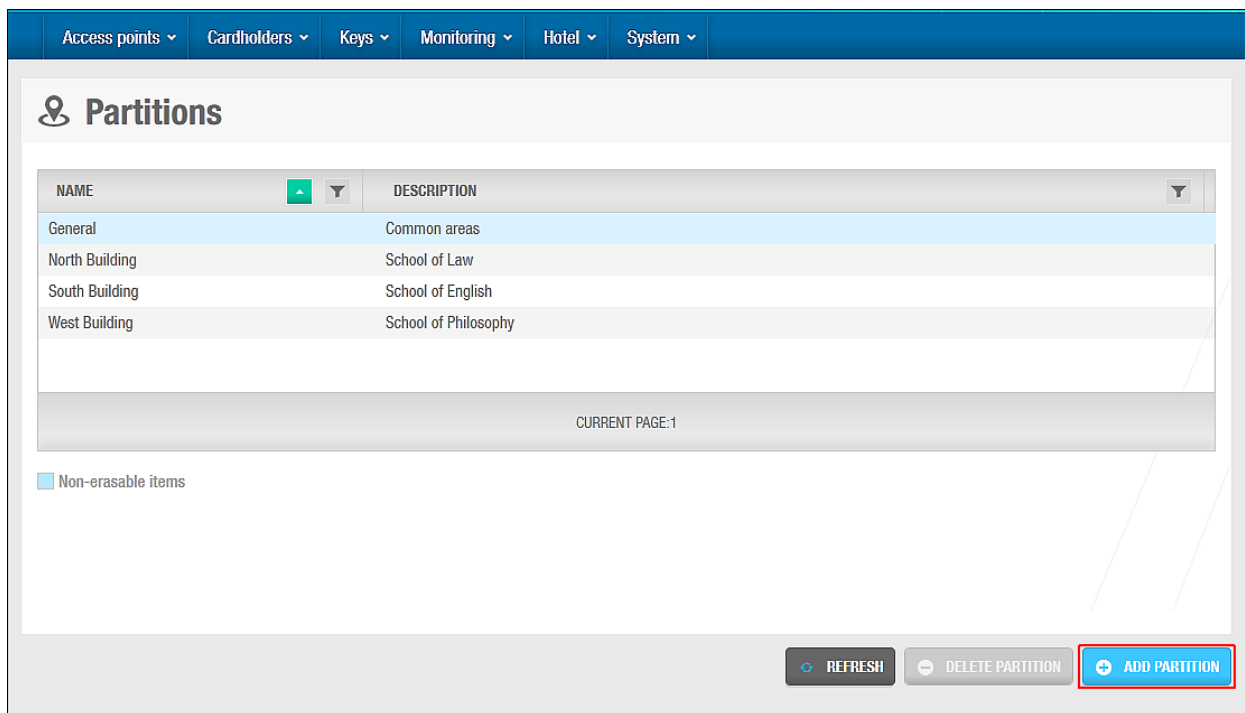 Access points Cardholders Keys Monitoring Hotel System
Partitions
NAME DESCRIPTION
General Common areas
North Building School of Law
South Building School of English
West Building School of Philosophy
CURRENT PAGE:1
Non-erasable items
REFRESH DELETE PARTITION ADD PARTITION